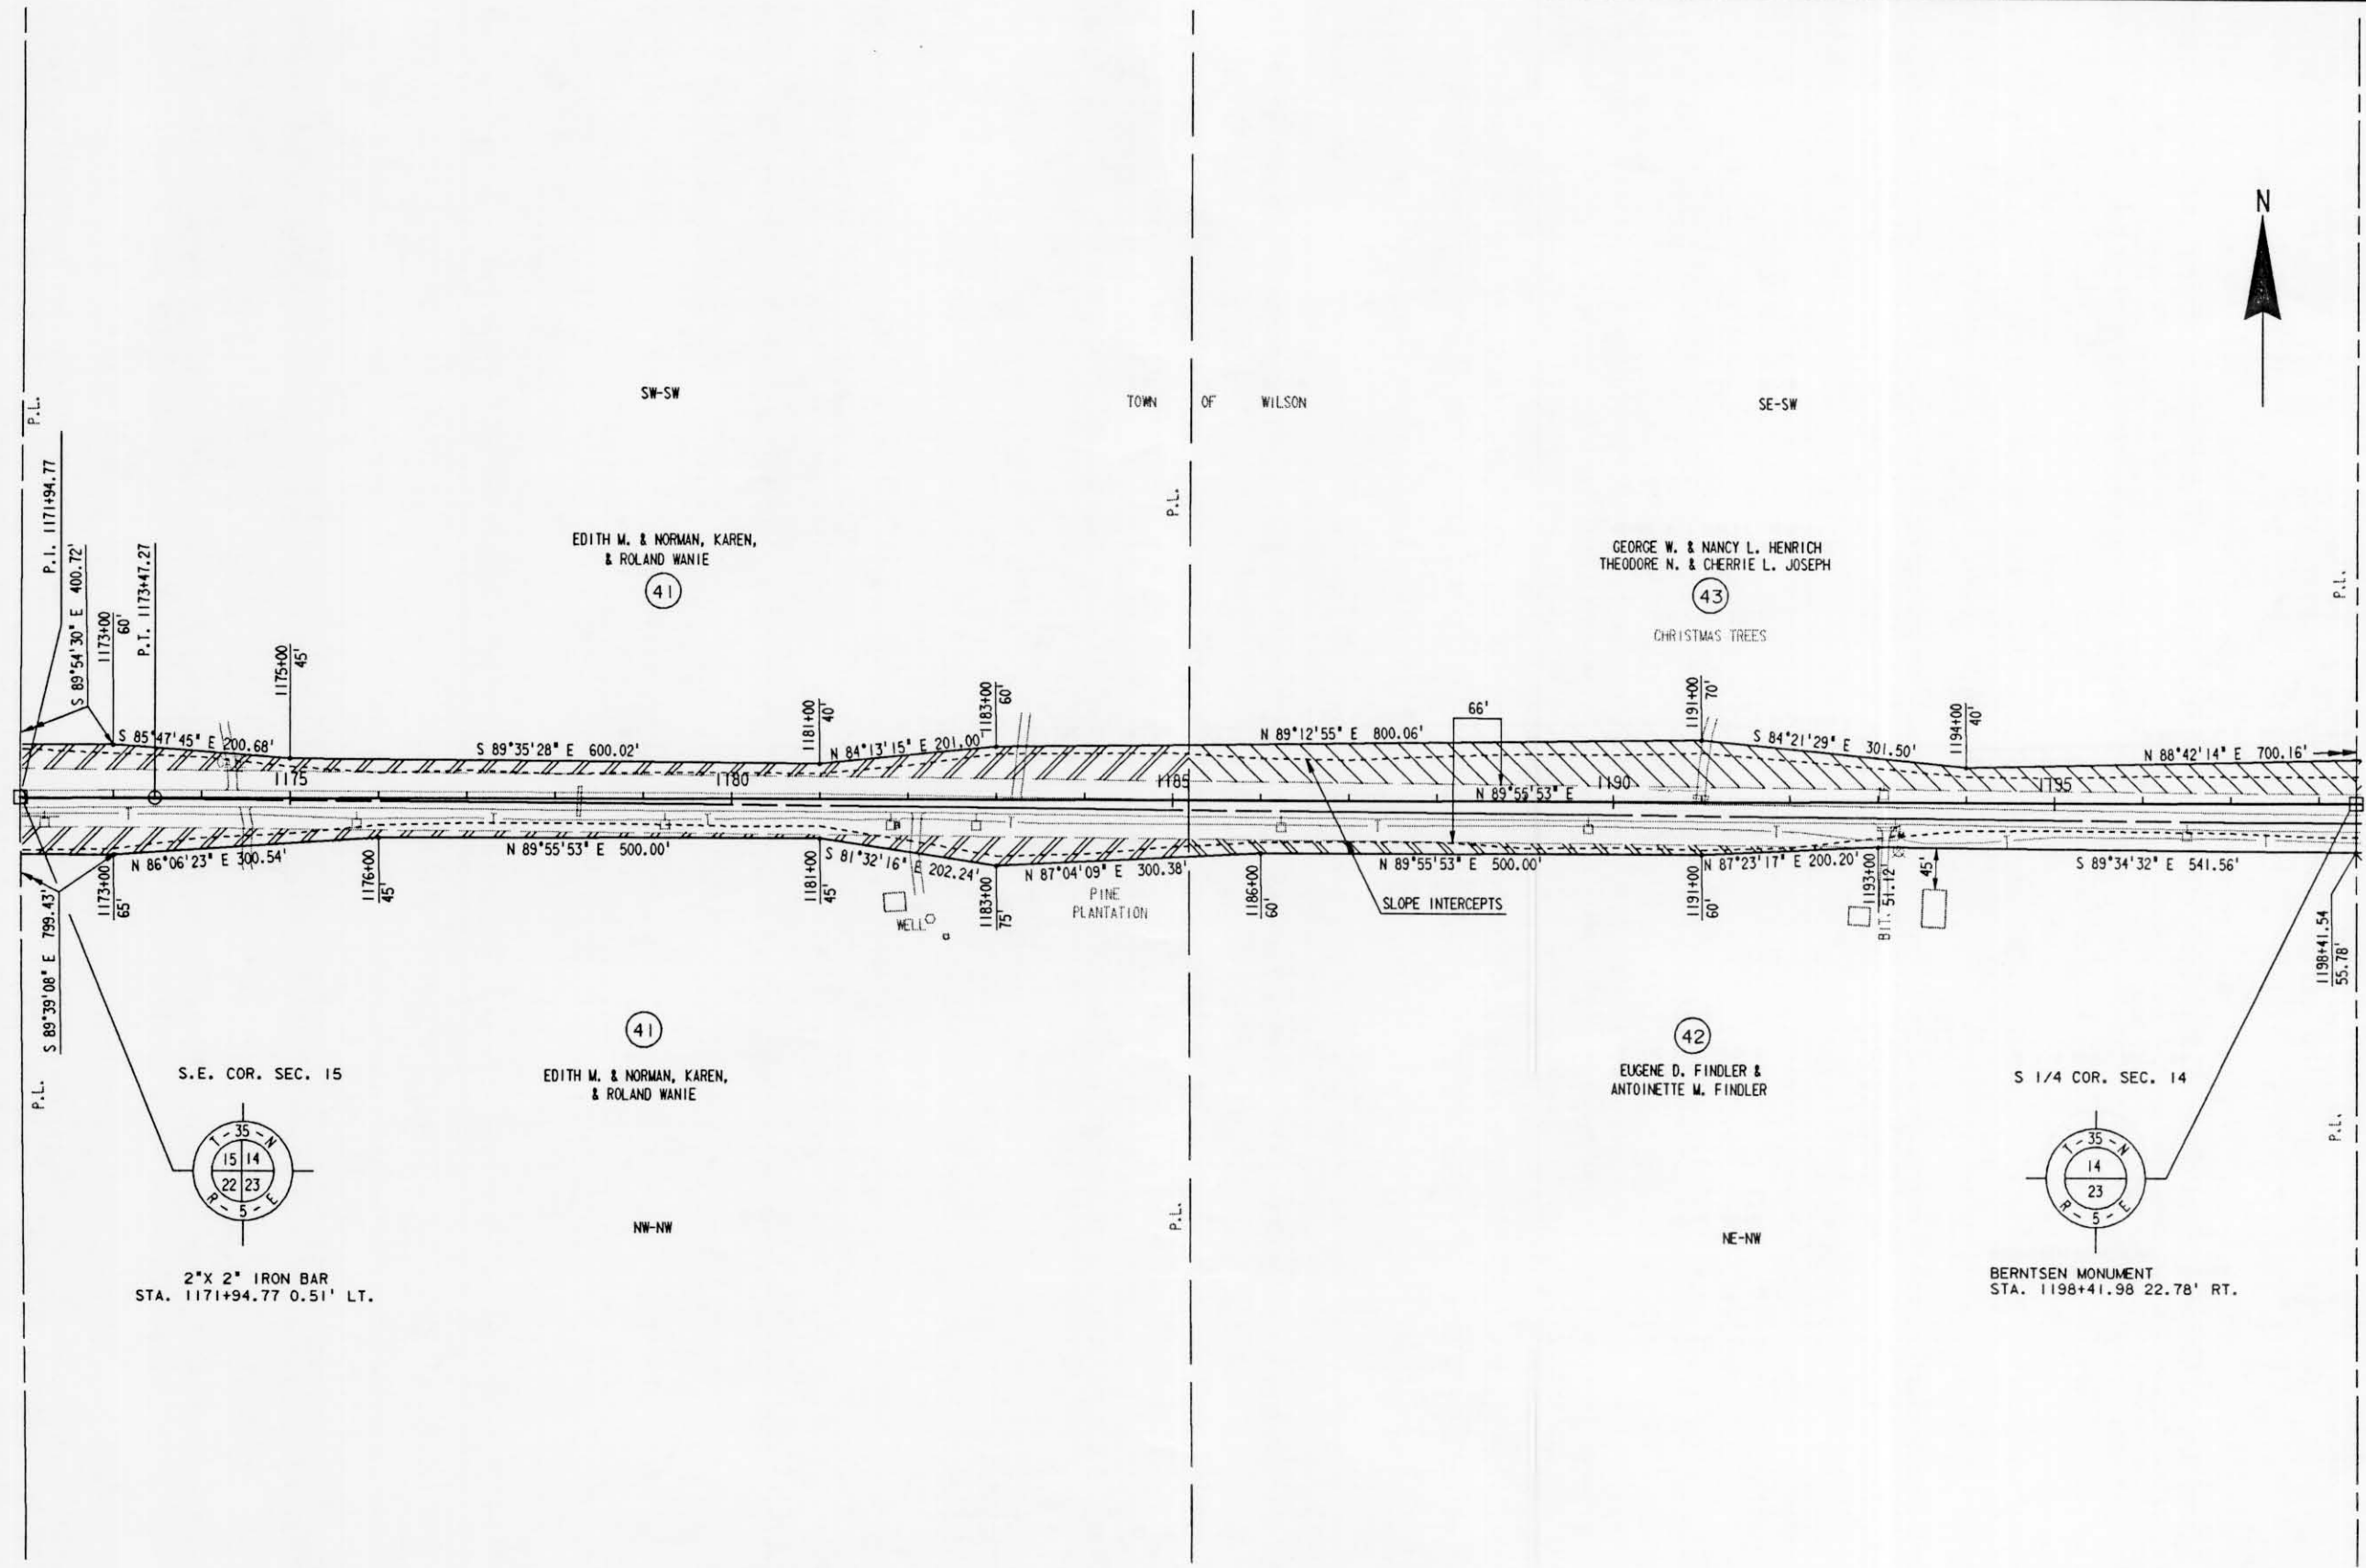 N
SW-SW
TOWN OF WILSON
SE-SW
P.L.
P.I. 1171+94.77
S 89°54'30" E 400.72'
1173+00
60'
P.T. 1173+47.27
EDITH M. & NORMAN, KAREN,
& ROLAND WANIE
41
P.L.
GEORGE W. & NANCY L. HENRICH
THEODORE N. & CHERRIE L. JOSEPH
43
CHRISTMAS TREES
P.L.
1175+00
45'
1181+00
40'
1183+00
60'
66'
1191+00
70'
1194+00
40'
S 85°47'45" E 200.68'
S 89°35'28" E 600.02'
N 84°13'15" E 201.00'
N 89°12'55" E 800.06'
S 84°21'29" E 301.50'
N 88°42'14" E 700.16'
1175
1180
1185
1190
1195
N 89°55'53" E
T T T T T T T T
N 86°06'23" E 300.54'
N 89°55'53" E 500.00'
S 81°32'16" E 202.24'
N 87°04'09" E 300.38'
N 89°55'53" E 500.00'
N 87°23'17" E 200.20'
S 89°34'32" E 541.56'
1173+00
65'
1176+00
45'
1181+00
45'
1183+00
75'
PINE
PLANTATION
WELL
1186+00
60'
SLOPE INTERCEPTS
1191+00
60'
1193+00
51.12'
BIT.
45'
1198+41.54
55.78'
S 89°39'08" E 799.43'
P.L.
S.E. COR. SEC. 15
41
EDITH M. & NORMAN, KAREN,
& ROLAND WANIE
42
EUGENE D. FINDLER &
ANTOINETTE M. FINDLER
S 1/4 COR. SEC. 14
P.L.
T-35-N
15 14
22 23
R-5-E
T-35-N
14
23
R-5-E
NW-NW
P.L.
NE-NW
2"X 2" IRON BAR
STA. 1171+94.77 0.51' LT.
BERNTSEN MONUMENT
STA. 1198+41.98 22.78' RT.